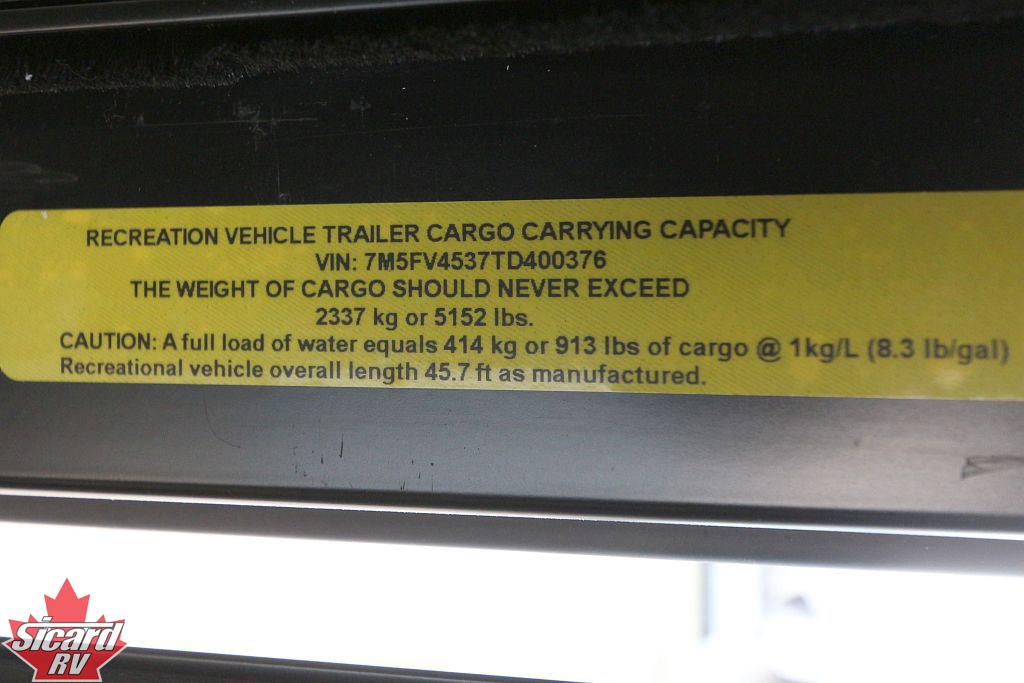 RECREATION VEHICLE TRAILER CARGO CARRYING CAPACITY
VIN: 7M5FV4537TD400376
THE WEIGHT OF CARGO SHOULD NEVER EXCEED
2337 kg or 5152 lbs.
CAUTION: A full load of water equals 414 kg or 913 lbs of cargo @ 1kg/L (8.3 lb/gal)
Recreational vehicle overall length 45.7 ft as manufactured.
Sicard
RV